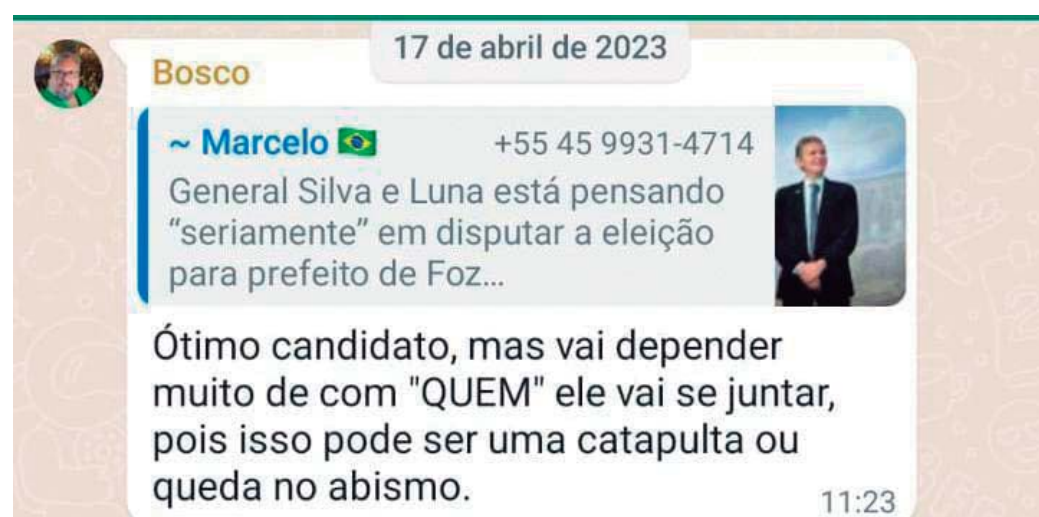 17 de abril de 2023
Bosco
~ Marcelo 🇧🇷 +55 45 9931-4714
General Silva e Luna está pensando
“seriamente” em disputar a eleição
para prefeito de Foz...
Ótimo candidato, mas vai depender
muito de com "QUEM" ele vai se juntar,
pois isso pode ser uma catapulta ou
queda no abismo.
11:23